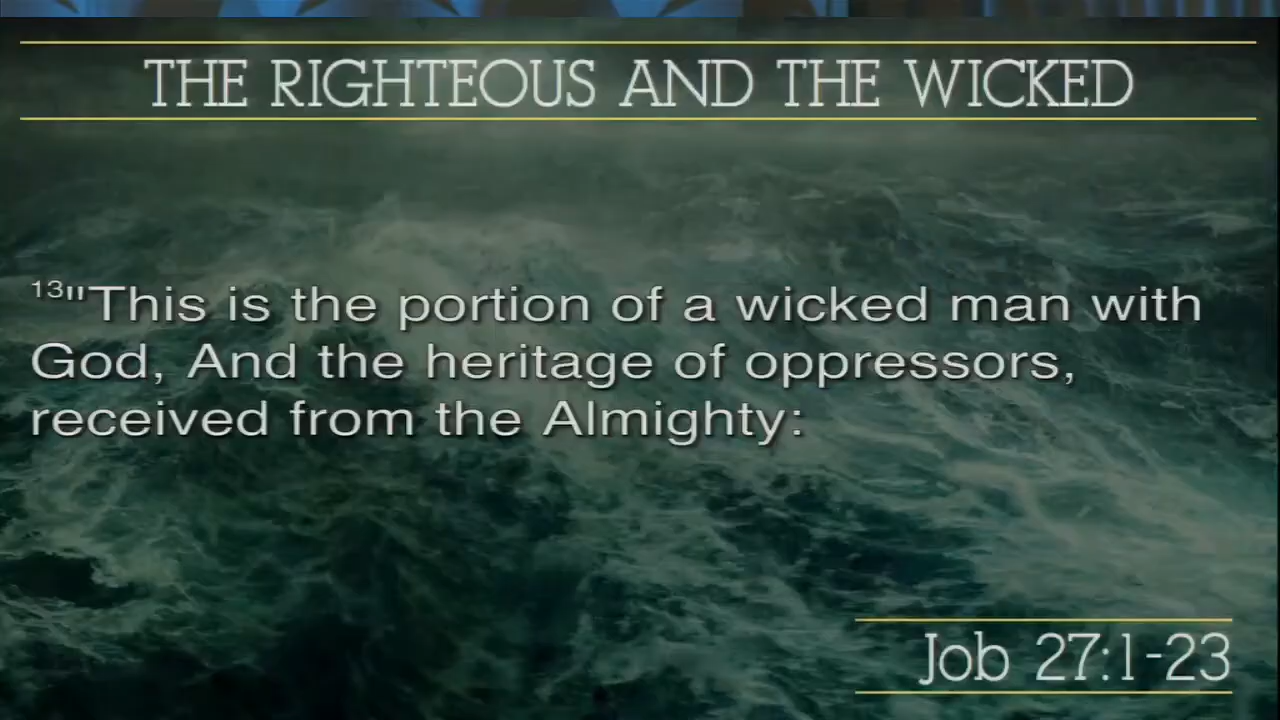 THE RIGHTEOUS AND THE WICKED
13"This is the portion of a wicked man with
God, And the heritage of oppressors,
received from the Almighty:
Job 27:1-23